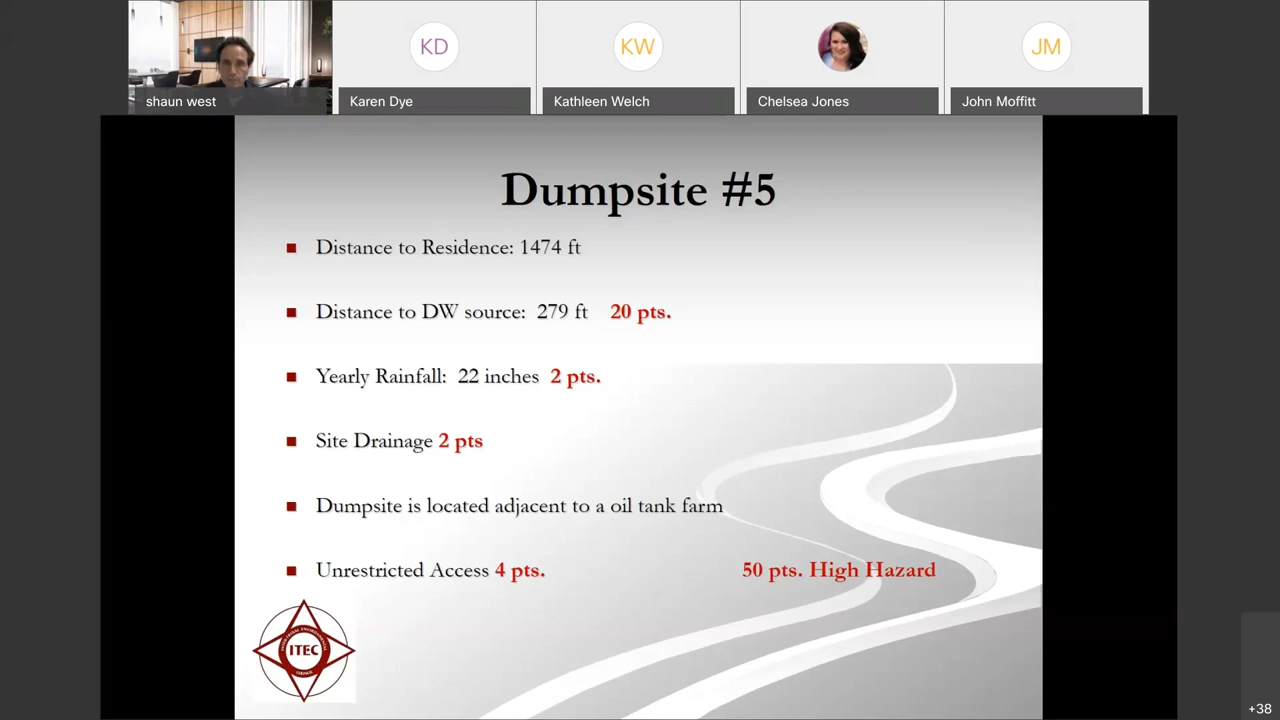 KD
KW
JM
shaun west
Karen Dye
Kathleen Welch
Chelsea Jones
John Moffitt
Dumpsite #5
Distance to Residence: 1474 ft
Distance to DW source: 279 ft 20 pts.
Yearly Rainfall: 22 inches 2 pts.
Site Drainage 2 pts
Dumpsite is located adjacent to a oil tank farm
Unrestricted Access 4 pts.
50 pts. High Hazard
ITEC
+38